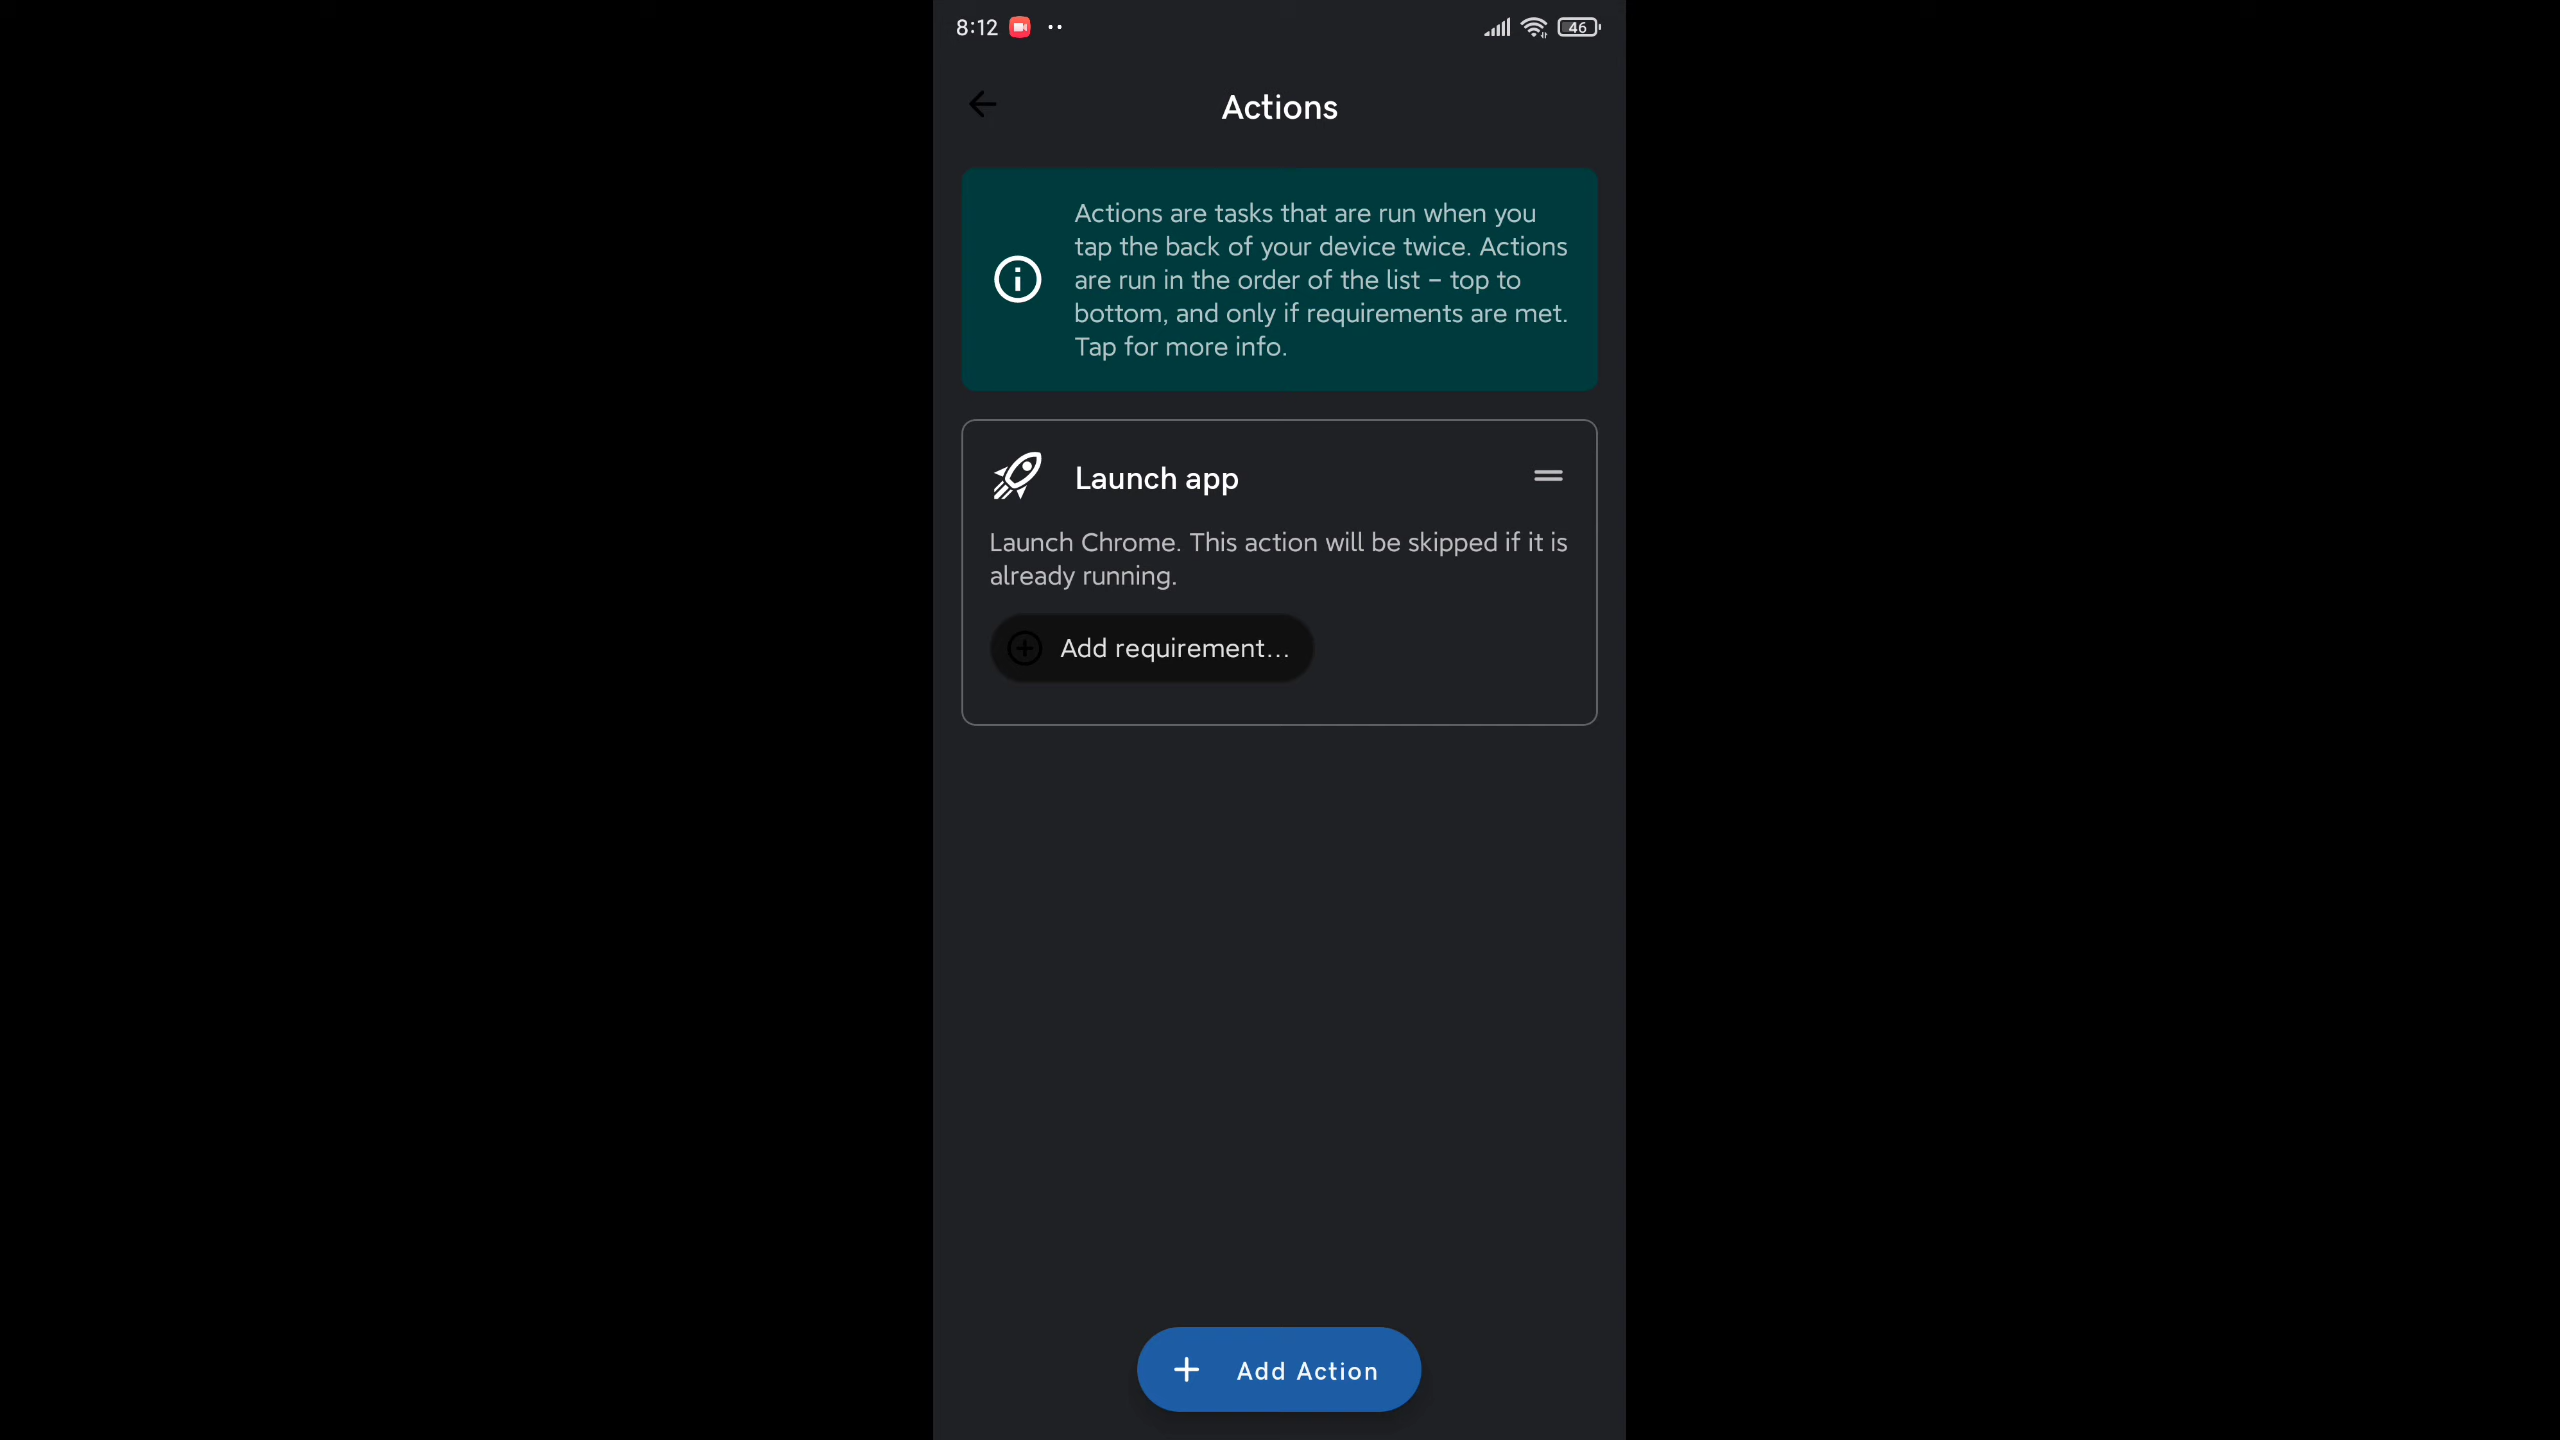 8:12
46
Actions
Actions are tasks that are run when you
tap the back of your device twice. Actions
are run in the order of the list – top to
bottom, and only if requirements are met.
Tap for more info.
Launch app
Launch Chrome. This action will be skipped if it is
already running.
Add requirement...
Add Action